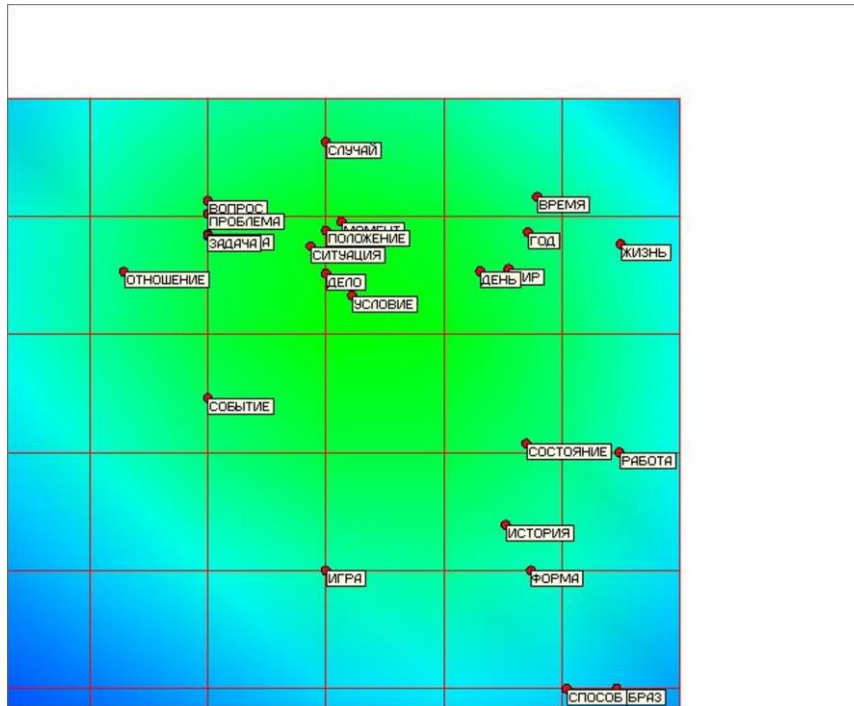 СЛУЧАЙ
ВРЕМЯ
ВОПРОС
ПРОБЛЕМА
МОМЕНТ
ПОЛОЖЕНИЕ
ГОД
ЗАДАЧА
СИТУАЦИЯ
ЖИЗНЬ
ОТНОШЕНИЕ
ДЕЛО
ДЕНЬ
УСЛОВИЕ
СОБЫТИЕ
СОСТОЯНИЕ
РАБОТА
ИСТОРИЯ
ИГРА
ФОРМА
СПОСОБ